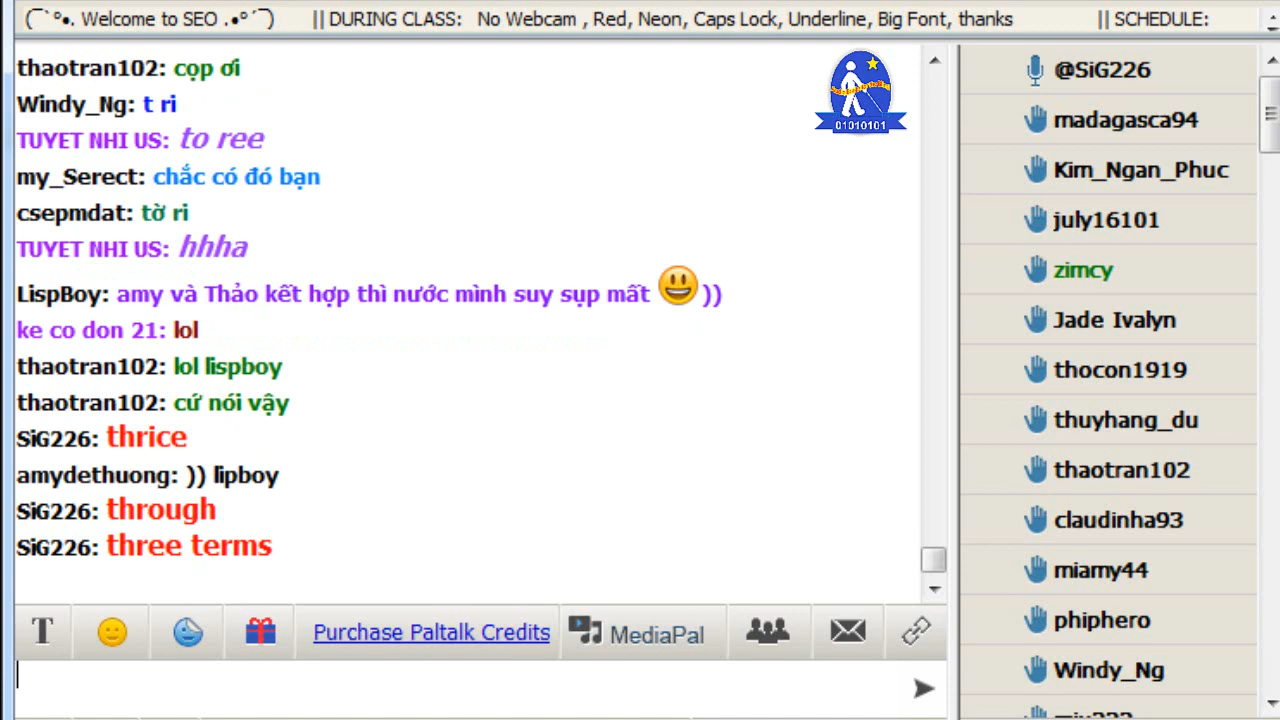 (¯`°•. Welcome to SEO .•°´¯) || DURING CLASS: No Webcam , Red, Neon, Caps Lock, Underline, Big Font, thanks || SCHEDULE:
thaotran102: cọp ơi
Windy_Ng: t ri
TUYET NHI US: to ree
my_Serect: chắc có đó bạn
csepmdat: tờ ri
TUYET NHI US: hhha
LispBoy: amy và Thảo kết hợp thì nước mình suy sụp mất 😃 ))
ke co don 21: lol
thaotran102: lol lispboy
thaotran102: cứ nói vậy
SiG226: thrice
amydethuong: )) lipboy
SiG226: through
SiG226: three terms
01010101
T
Purchase Paltalk Credits
MediaPal
@SiG226
madagasca94
Kim_Ngan_Phuc
july16101
zimcy
Jade Ivalyn
thocon1919
thuyhang_du
thaotran102
claudinha93
miamy44
phiphero
Windy_Ng